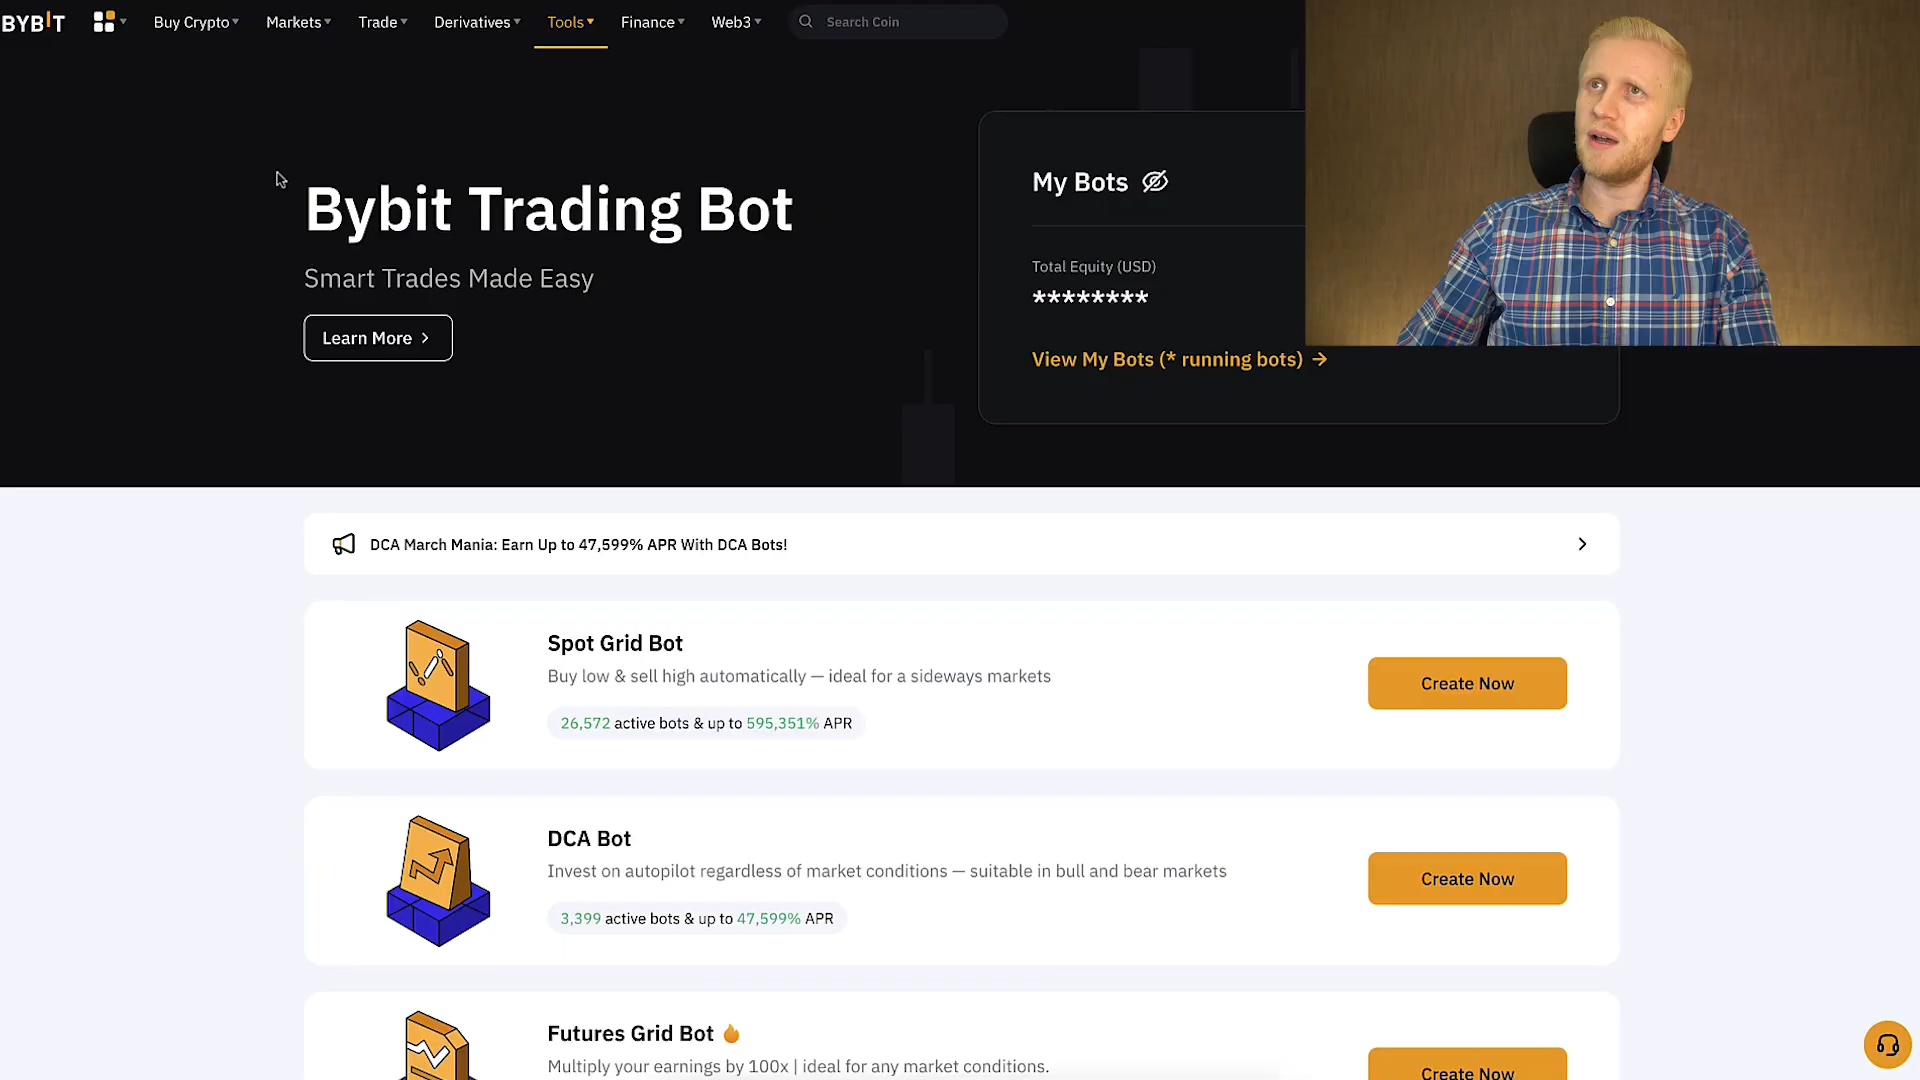 BYBIT
Buy Crypto
Markets
Trade
Derivatives
Tools
Finance
Web3
Search Coin
Bybit Trading Bot
Smart Trades Made Easy
Learn More
My Bots
Total Equity (USD)
********
View My Bots (* running bots)
DCA March Mania: Earn Up to 47,599% APR With DCA Bots!
Spot Grid Bot
Buy low & sell high automatically — ideal for a sideways markets
26,572 active bots & up to 595,351% APR
Create Now
DCA Bot
Invest on autopilot regardless of market conditions — suitable in bull and bear markets
3,399 active bots & up to 47,599% APR
Create Now
Futures Grid Bot
Multiply your earnings by 100x | ideal for any market conditions.
Create Now